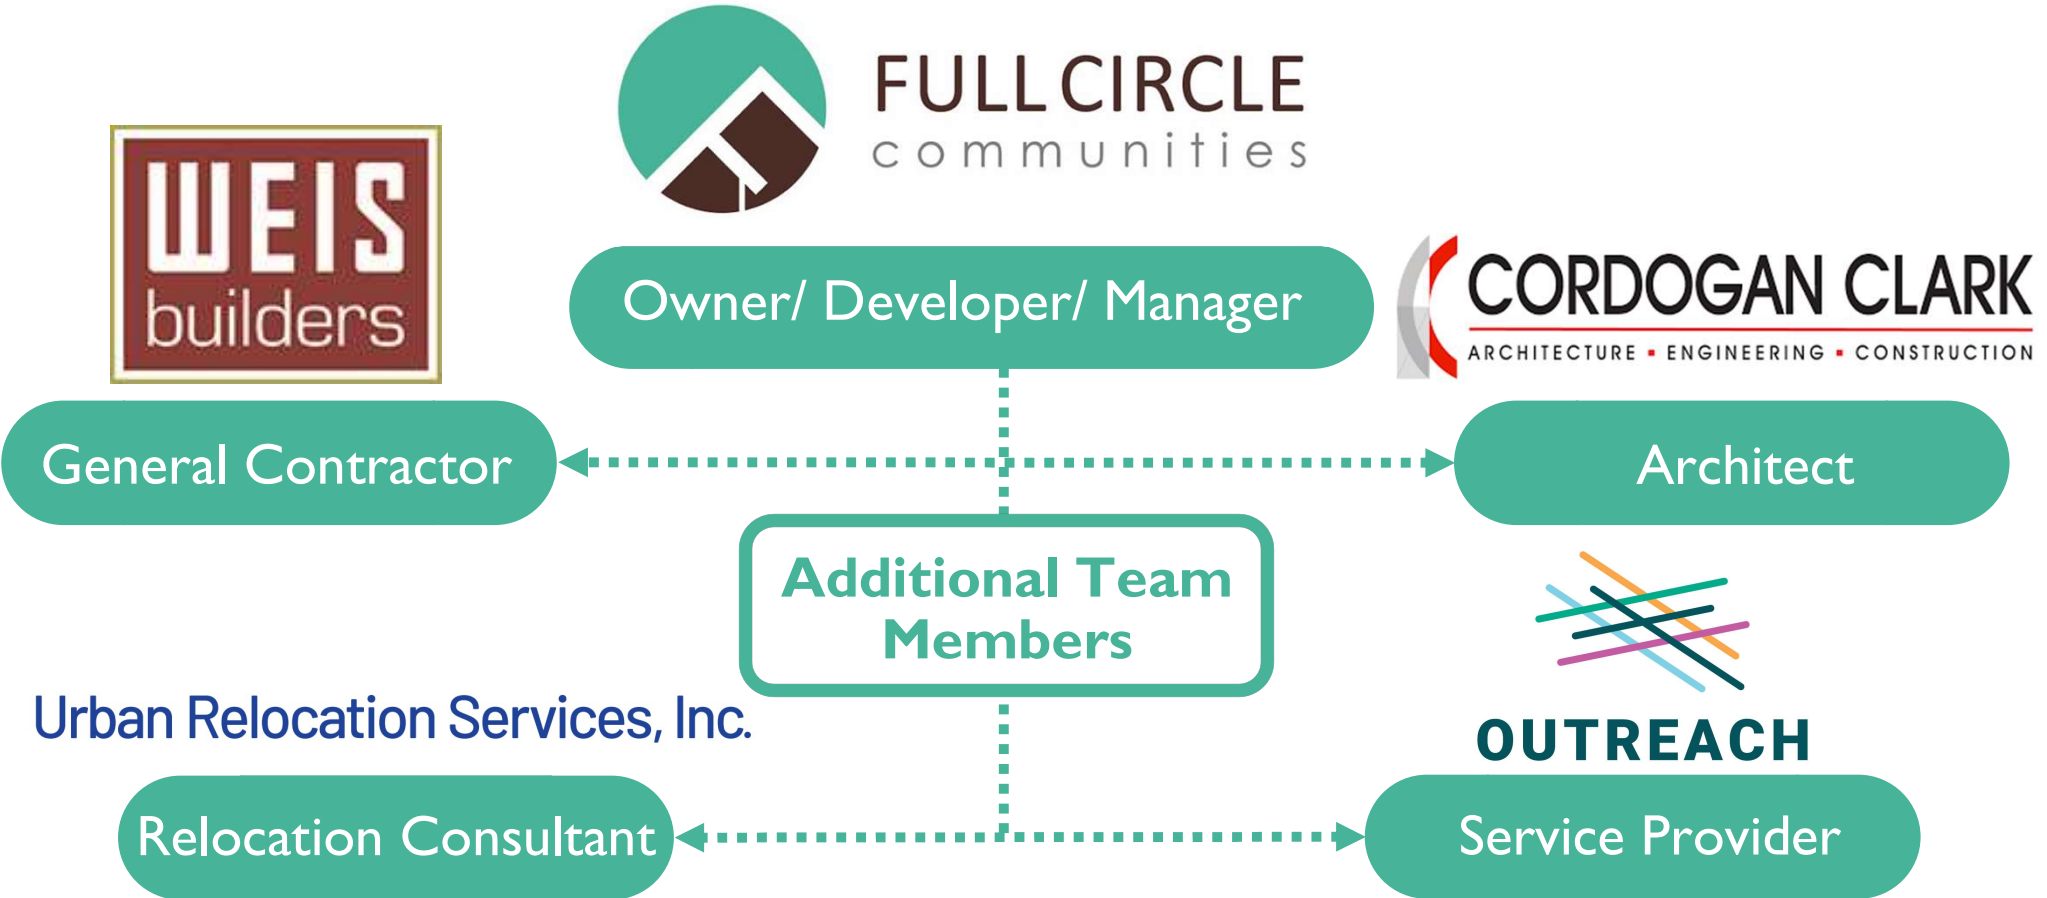 FULL CIRCLE
communities
WEIS
builders
Owner/ Developer/ Manager
CORDOGAN CLARK
ARCHITECTURE ▪ ENGINEERING ▪ CONSTRUCTION
General Contractor
Architect
Additional Team
Members
Urban Relocation Services, Inc.
OUTREACH
Relocation Consultant
Service Provider